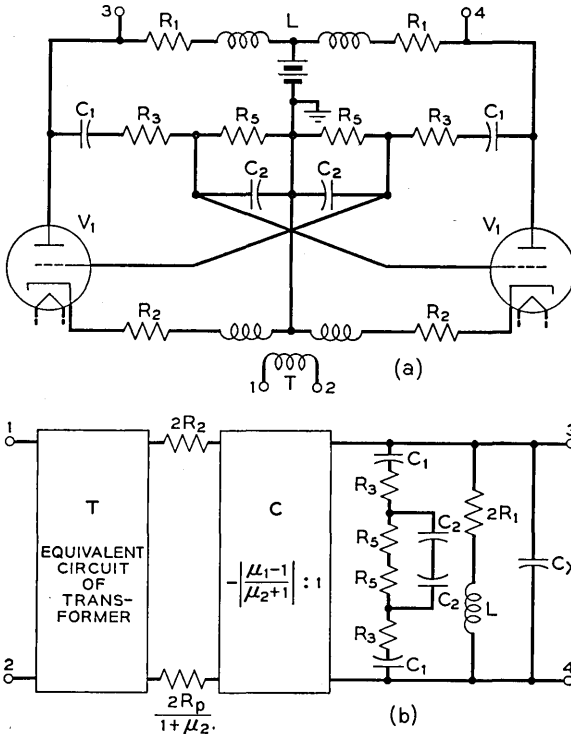 3 R₁ L R₁ 4
C₁ R₃ R₅ R₅ R₃ C₁
C₂ C₂
V₁ V₁
R₂ R₂
1 T 2 (a)
1 2R₂ 3
C₁
R₃
T C R₅ C₂ 2R₁
EQUIVALENT
CIRCUIT
OF
TRANS-
FORMER
-|μ₁-1/μ₂+1| : 1
R₅ C₂ L
R₃
C₁
2 4
2Rₚ/1+μ₂. (b)